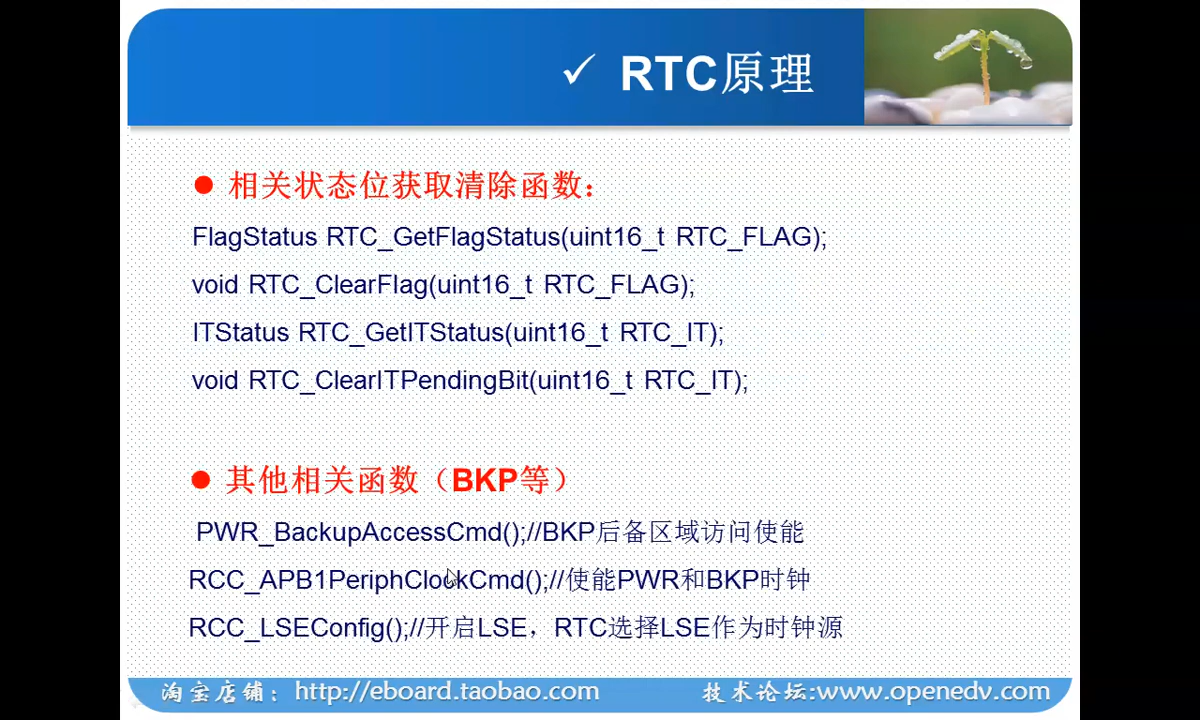 ✓ RTC原理
● 相关状态位获取清除函数：
FlagStatus RTC_GetFlagStatus(uint16_t RTC_FLAG);
void RTC_ClearFlag(uint16_t RTC_FLAG);
ITStatus RTC_GetITStatus(uint16_t RTC_IT);
void RTC_ClearITPendingBit(uint16_t RTC_IT);
● 其他相关函数（BKP等）
PWR_BackupAccessCmd();//BKP后备区域访问使能
RCC_APB1PeriphClockCmd();//使能PWR和BKP时钟
RCC_LSEConfig();//开启LSE，RTC选择LSE作为时钟源
淘宝店铺：http://eboard.taobao.com 技术论坛:www.openedv.com